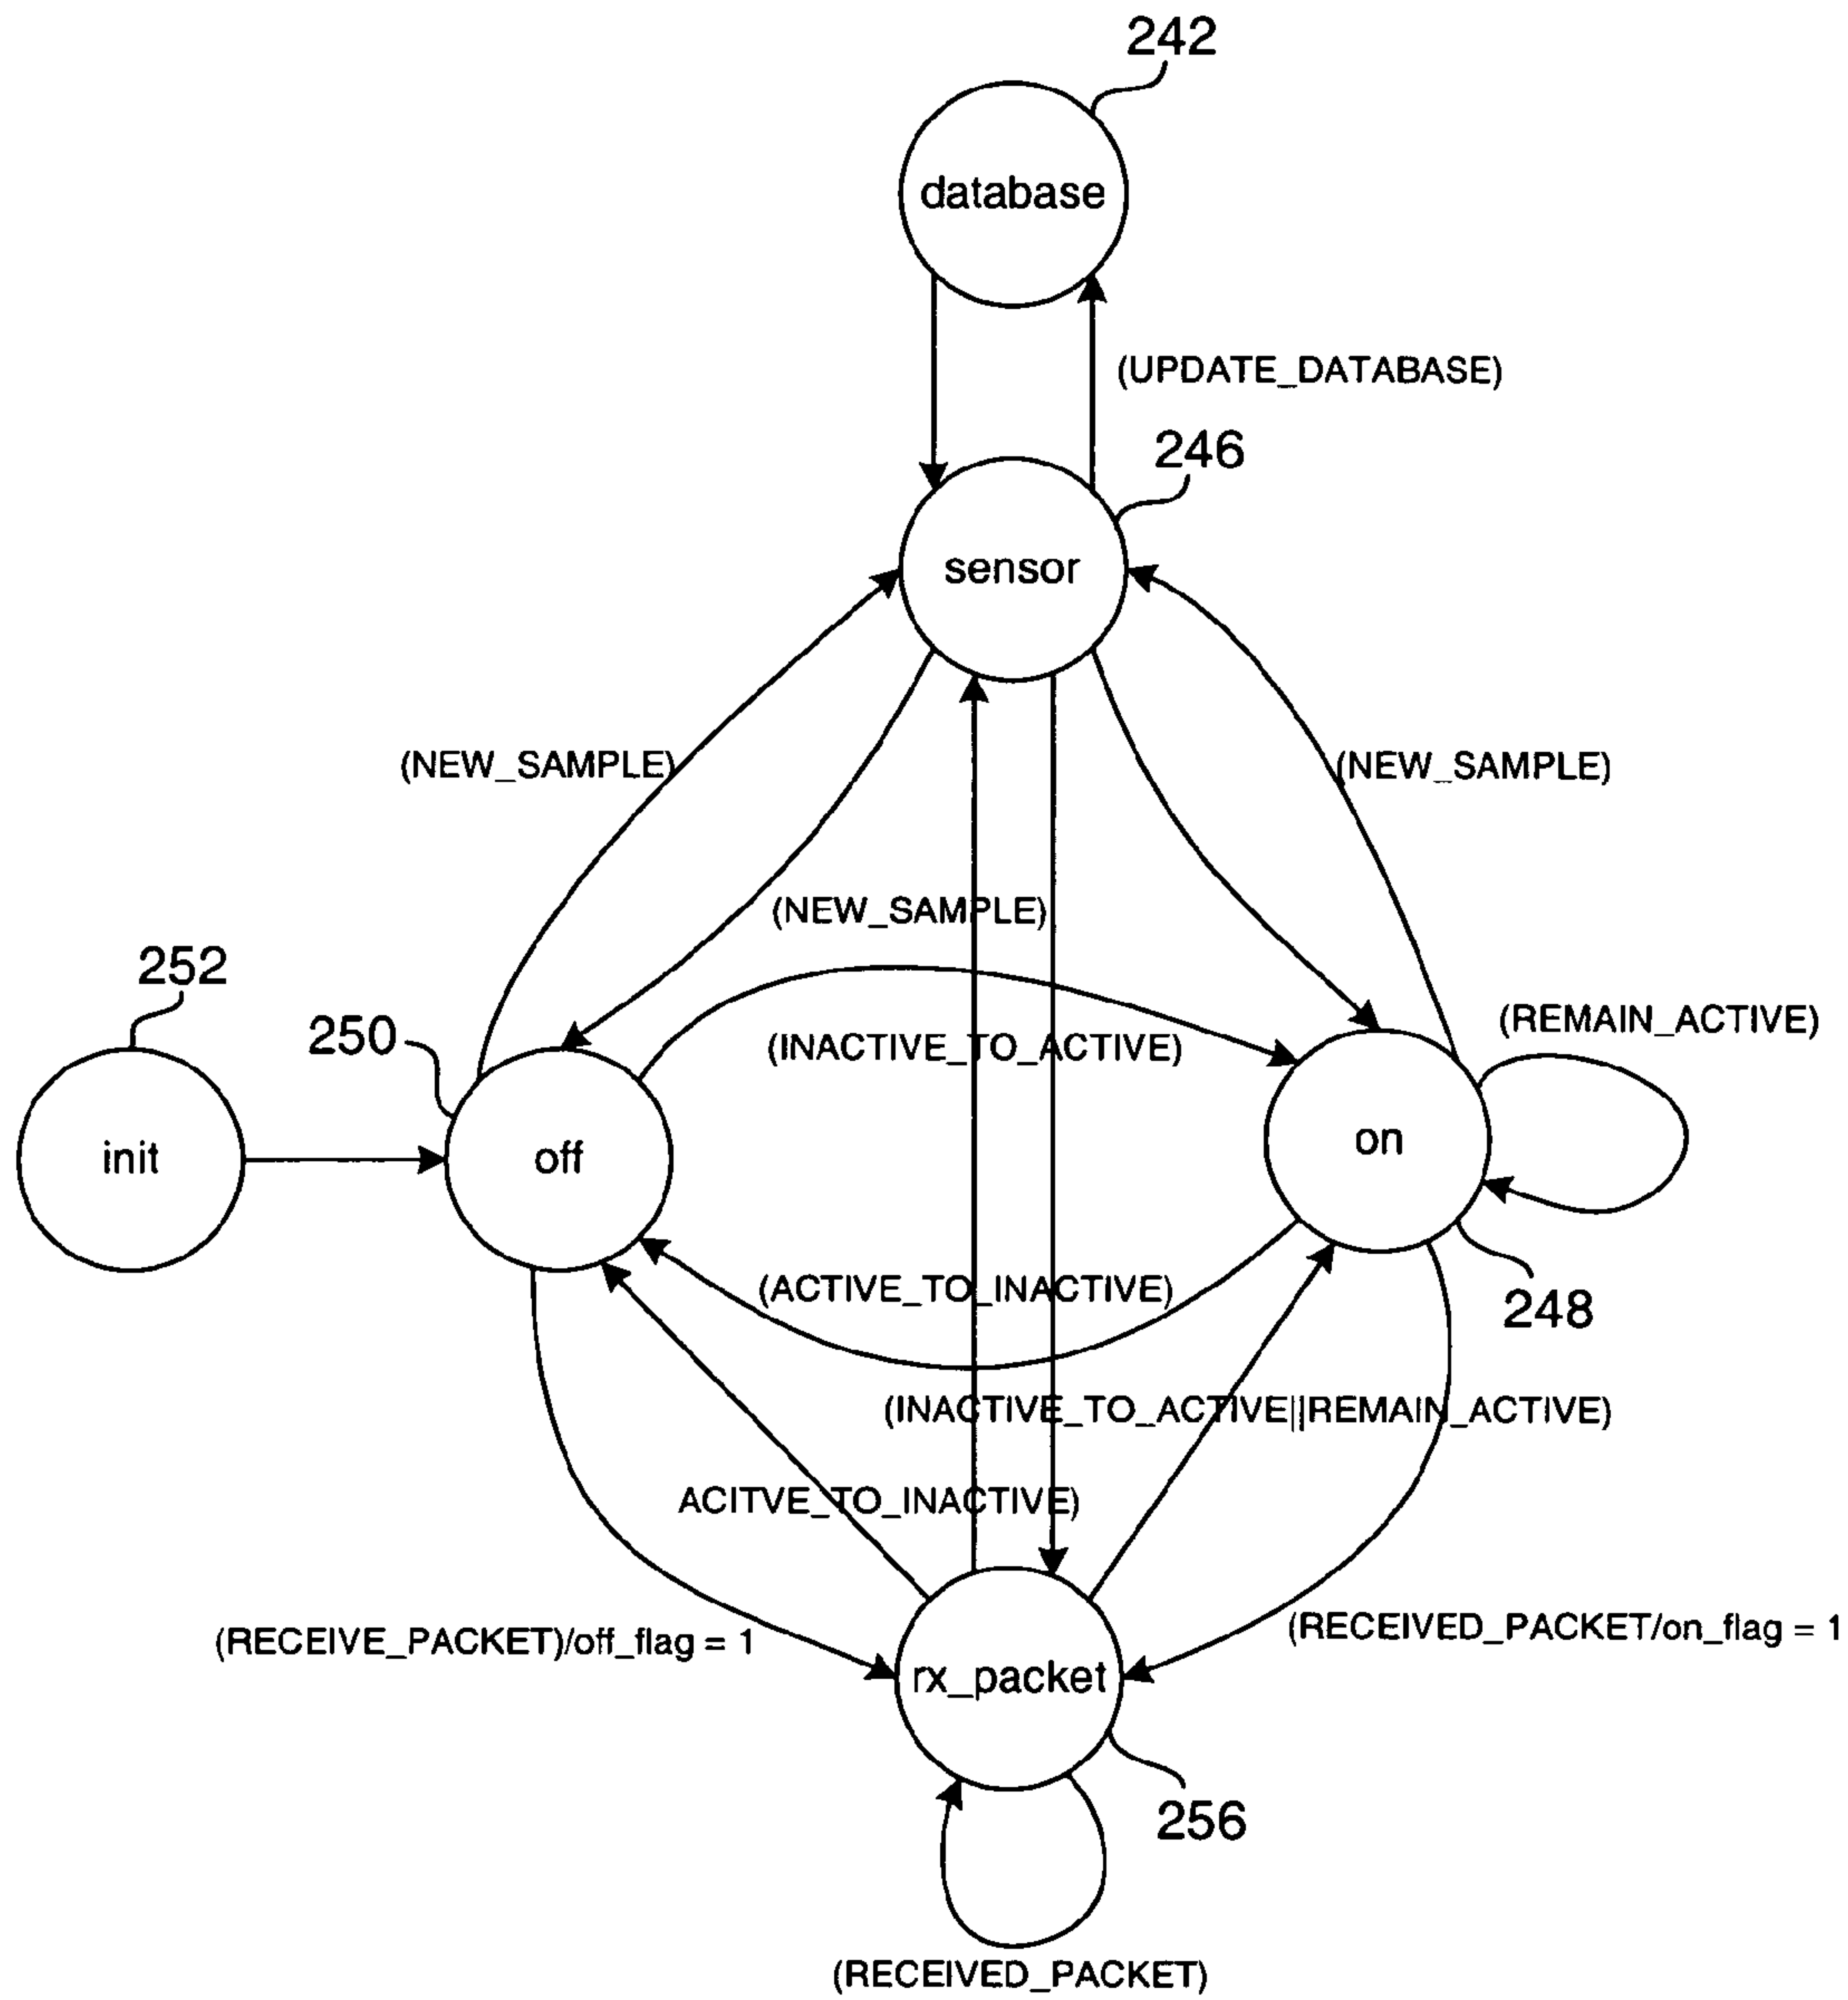 242
database
(UPDATE_DATABASE)
246
sensor
(NEW_SAMPLE)
(NEW_SAMPLE)
(NEW_SAMPLE)
252
250
(INACTIVE_TO_ACTIVE)
(REMAIN_ACTIVE)
init
off
on
(ACTIVE_TO_INACTIVE)
248
(INACTIVE_TO_ACTIVE||REMAIN_ACTIVE)
ACITVE_TO_INACTIVE)
(RECEIVE_PACKET)/off_flag = 1
(RECEIVED_PACKET/on_flag = 1
rx_packet
256
(RECEIVED_PACKET)